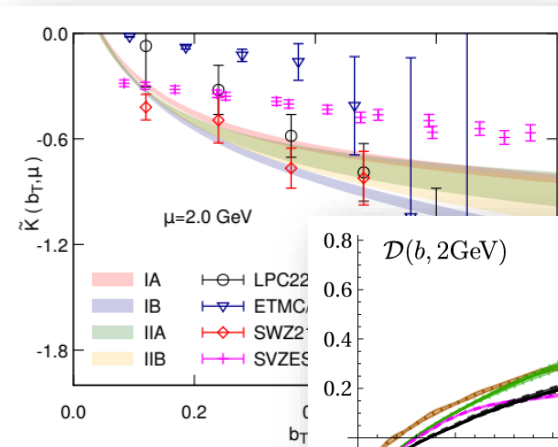 0.0
-0.6
-1.2
-1.8
K̃ (b_T,μ)
μ=2.0 GeV
IA
IB
IIA
IIB
LPC22
ETMC/
SWZ2
SVZES
0.0
0.2
b_T
0.8
0.6
0.4
0.2
𝒟(b, 2GeV)